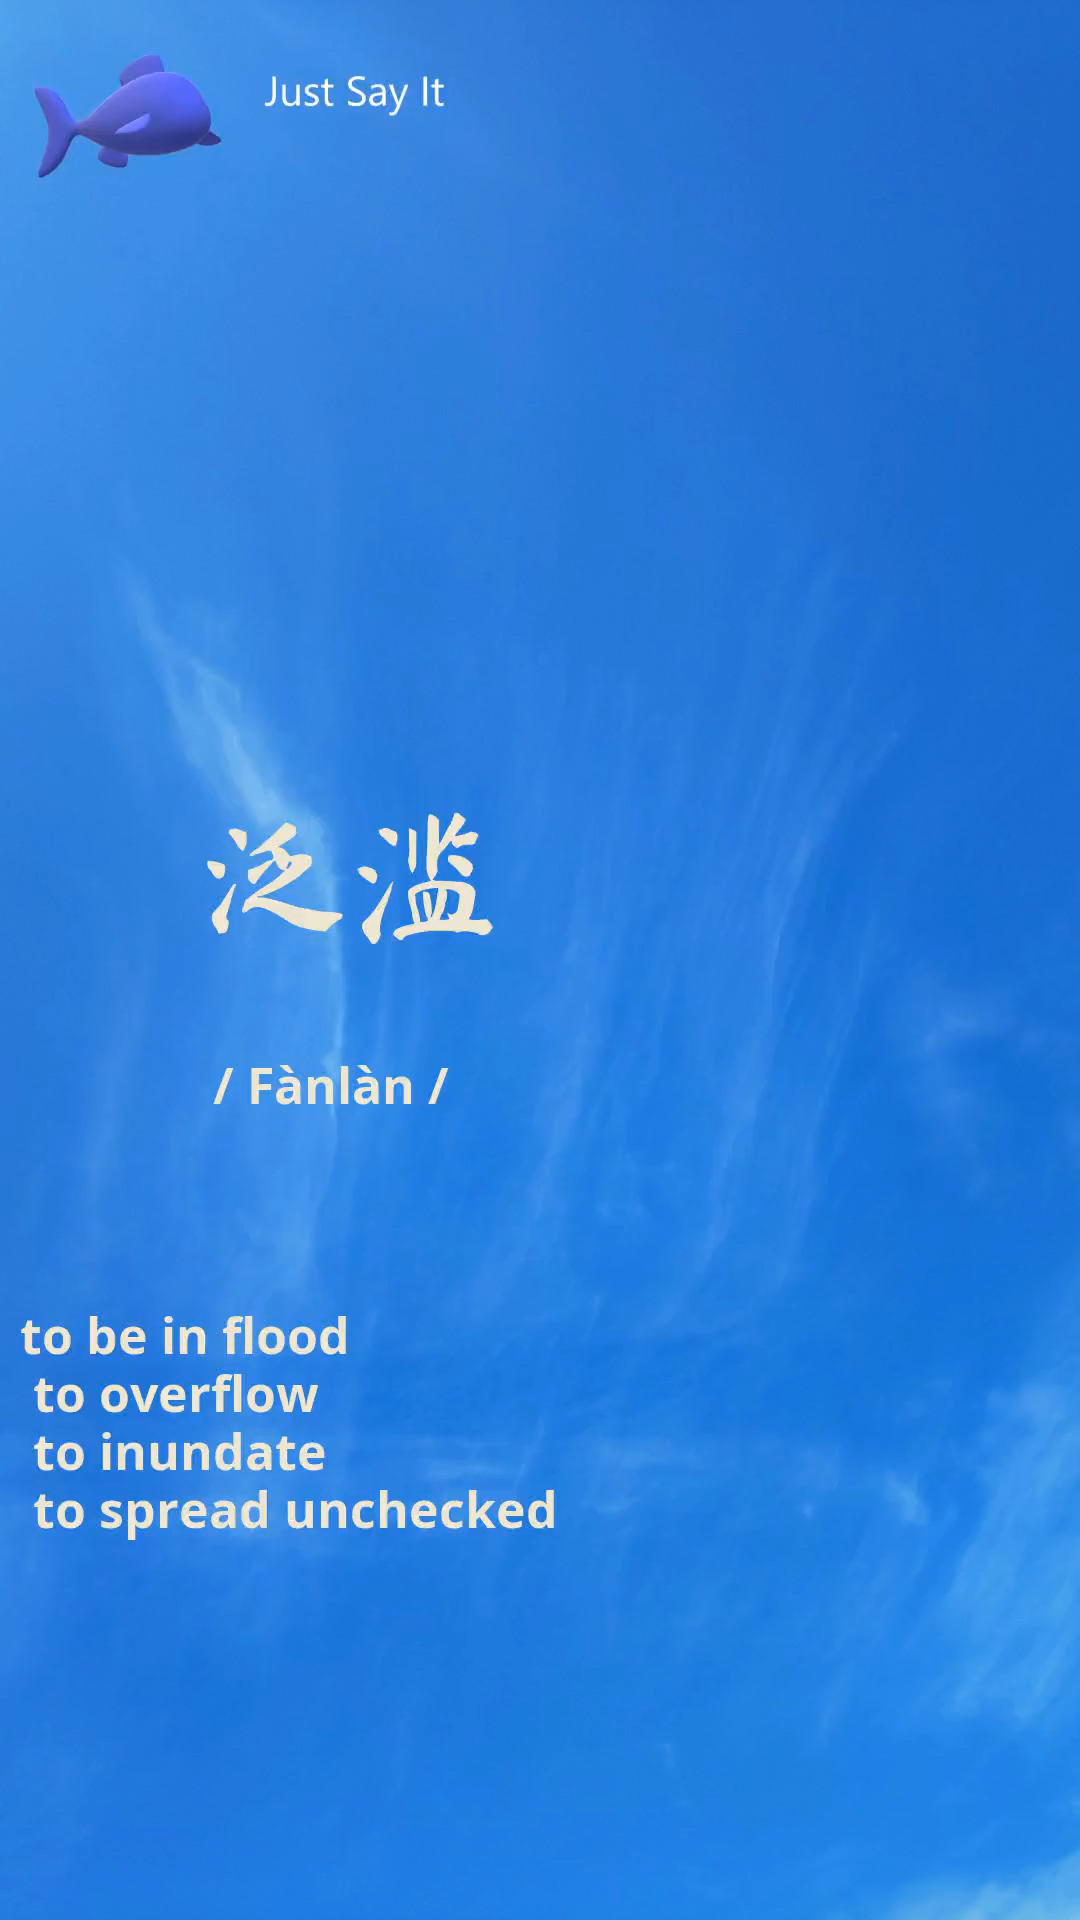 Just Say It
泛滥
/ Fànlàn /
to be in flood
to overflow
to inundate
to spread unchecked